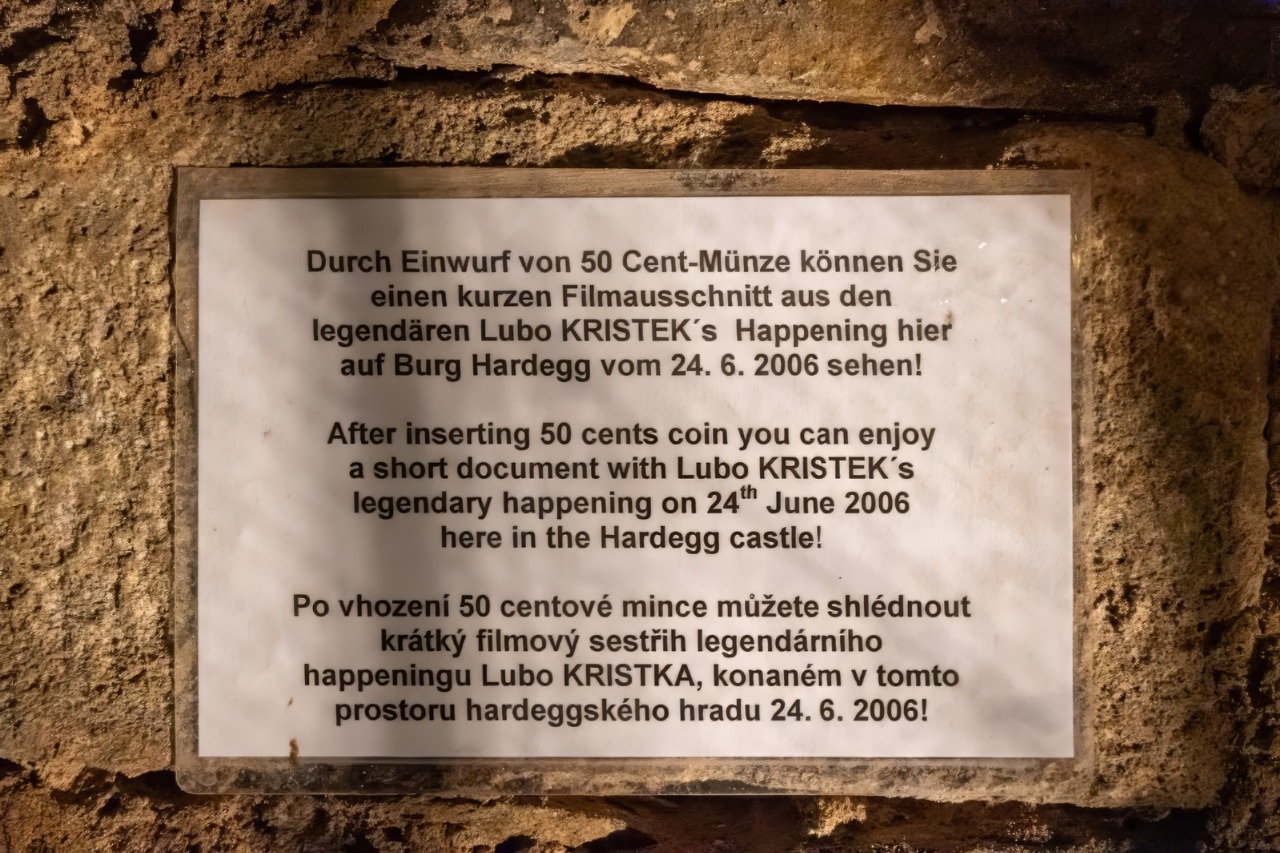 Durch Einwurf von 50 Cent-Münze können Sie
einen kurzen Filmausschnitt aus den
legendären Lubo KRISTEK´s Happening hier
auf Burg Hardegg vom 24. 6. 2006 sehen!
After inserting 50 cents coin you can enjoy
a short document with Lubo KRISTEK´s
legendary happening on 24th June 2006
here in the Hardegg castle!
Po vhození 50 centové mince můžete shlédnout
krátký filmový sestřih legendárního
happeningu Lubo KRISTKA, konaném v tomto
prostoru hardeggského hradu 24. 6. 2006!